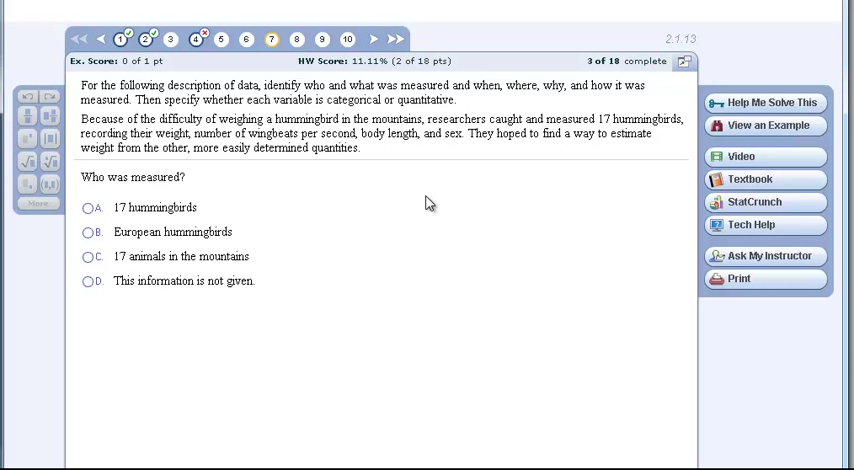 1 2 3 4 5 6 7 8 9 10 2.1.13
Ex. Score: 0 of 1 pt HW Score: 11.11% (2 of 18 pts) 3 of 18 complete
For the following description of data, identify who and what was measured and when, where, why, and how it was
measured. Then specify whether each variable is categorical or quantitative.
Because of the difficulty of weighing a hummingbird in the mountains, researchers caught and measured 17 hummingbirds,
recording their weight, number of wingbeats per second, body length, and sex. They hoped to find a way to estimate
weight from the other, more easily determined quantities.
Who was measured?
A. 17 hummingbirds
B. European hummingbirds
C. 17 animals in the mountains
D. This information is not given.
More...
Help Me Solve This
View an Example
Video
Textbook
StatCrunch
Tech Help
Ask My Instructor
Print